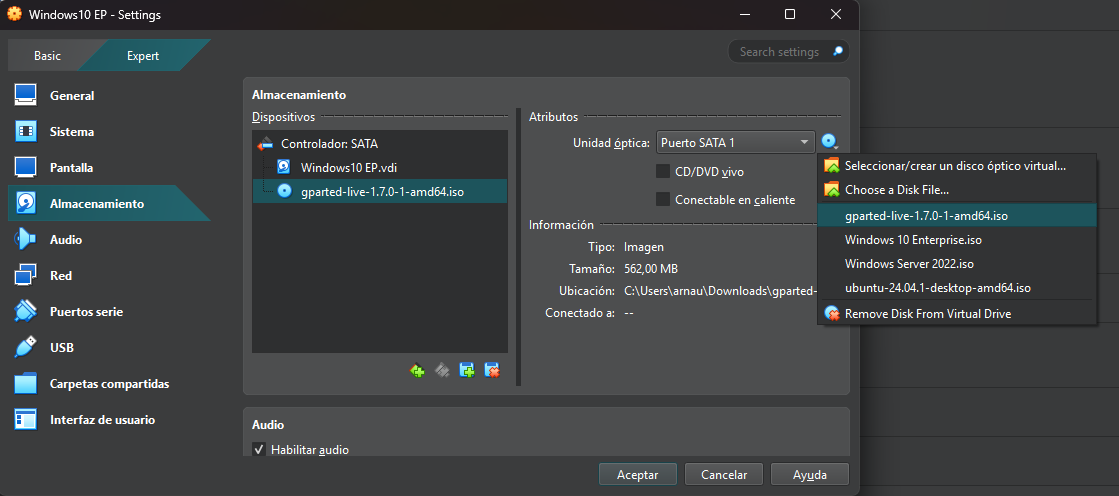 Windows10 EP - Settings
Basic
Expert
Search settings
General
Sistema
Pantalla
Almacenamiento
Audio
Red
Puertos serie
USB
Carpetas compartidas
Interfaz de usuario
Almacenamiento
Dispositivos
Controlador: SATA
Windows10 EP.vdi
gparted-live-1.7.0-1-amd64.iso
Atributos
Unidad óptica: Puerto SATA 1
CD/DVD vivo
Conectable en caliente
Información
Tipo: Imagen
Tamaño: 562,00 MB
Ubicación: C:\Users\arnau\Downloads\gparted-
Conectado a: --
Seleccionar/crear un disco óptico virtual...
Choose a Disk File...
gparted-live-1.7.0-1-amd64.iso
Windows 10 Enterprise.iso
Windows Server 2022.iso
ubuntu-24.04.1-desktop-amd64.iso
Remove Disk From Virtual Drive
Audio
Habilitar audio
Aceptar
Cancelar
Ayuda